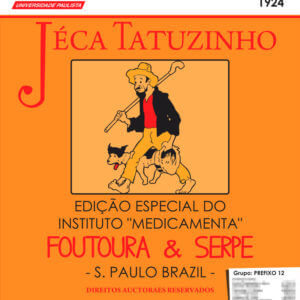 UNIVERSIDADE PAULISTA
1924
JÉCA TATUZINHO
EDIÇÃO ESPECIAL DO
INSTITUTO "MEDICAMENTA"
FOUTOURA & SERPE
- S. PAULO BRAZIL -
DIREITOS AUCTORAES RESERVADOS
Grupo: PREFIXO 12